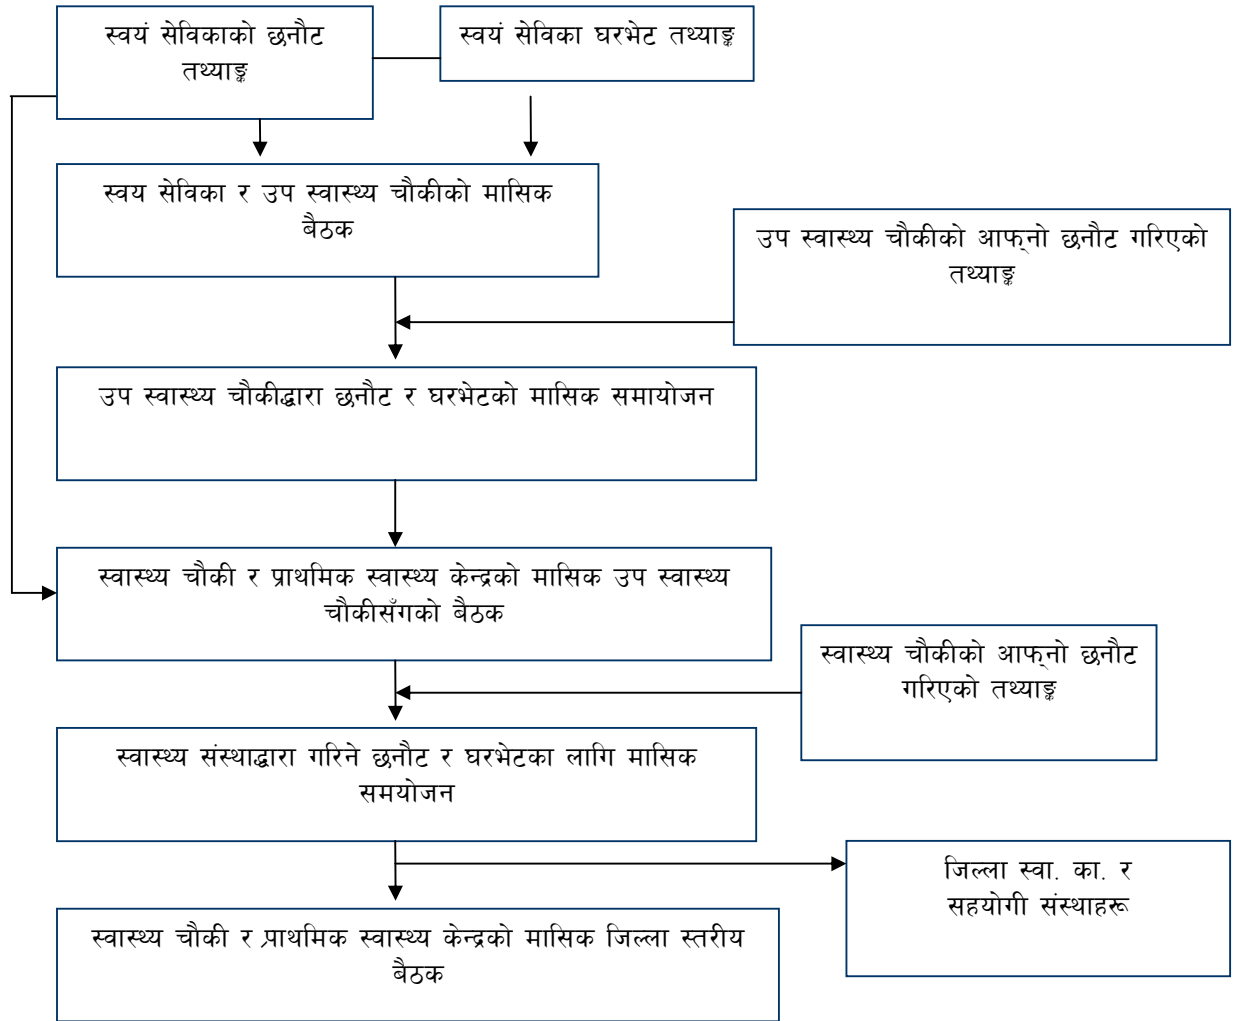 स्वयं सेविकाको छनौट
तथ्याङ्क
स्वयं सेविका घरभेट तथ्याङ्क
स्वय सेविका र उप स्वास्थ्य चौकीको मासिक
बैठक
उप स्वास्थ्य चौकीको आफ्नो छनौट गरिएको
तथ्याङ्क
उप स्वास्थ्य चौकीद्वारा छनौट र घरभेटको मासिक समायोजन
स्वास्थ्य चौकी र प्राथमिक स्वास्थ्य केन्द्रको मासिक उप स्वास्थ्य
चौकीसँगको बैठक
स्वास्थ्य चौकीको आफ्नो छनौट
गरिएको तथ्याङ्क
स्वास्थ्य संस्थाद्वारा गरिने छनौट र घरभेटका लागि मासिक
समयोजन
जिल्ला स्वा. का. र
सहयोगी संस्थाहरू
स्वास्थ्य चौकी र प्राथमिक स्वास्थ्य केन्द्रको मासिक जिल्ला स्तरीय
बैठक